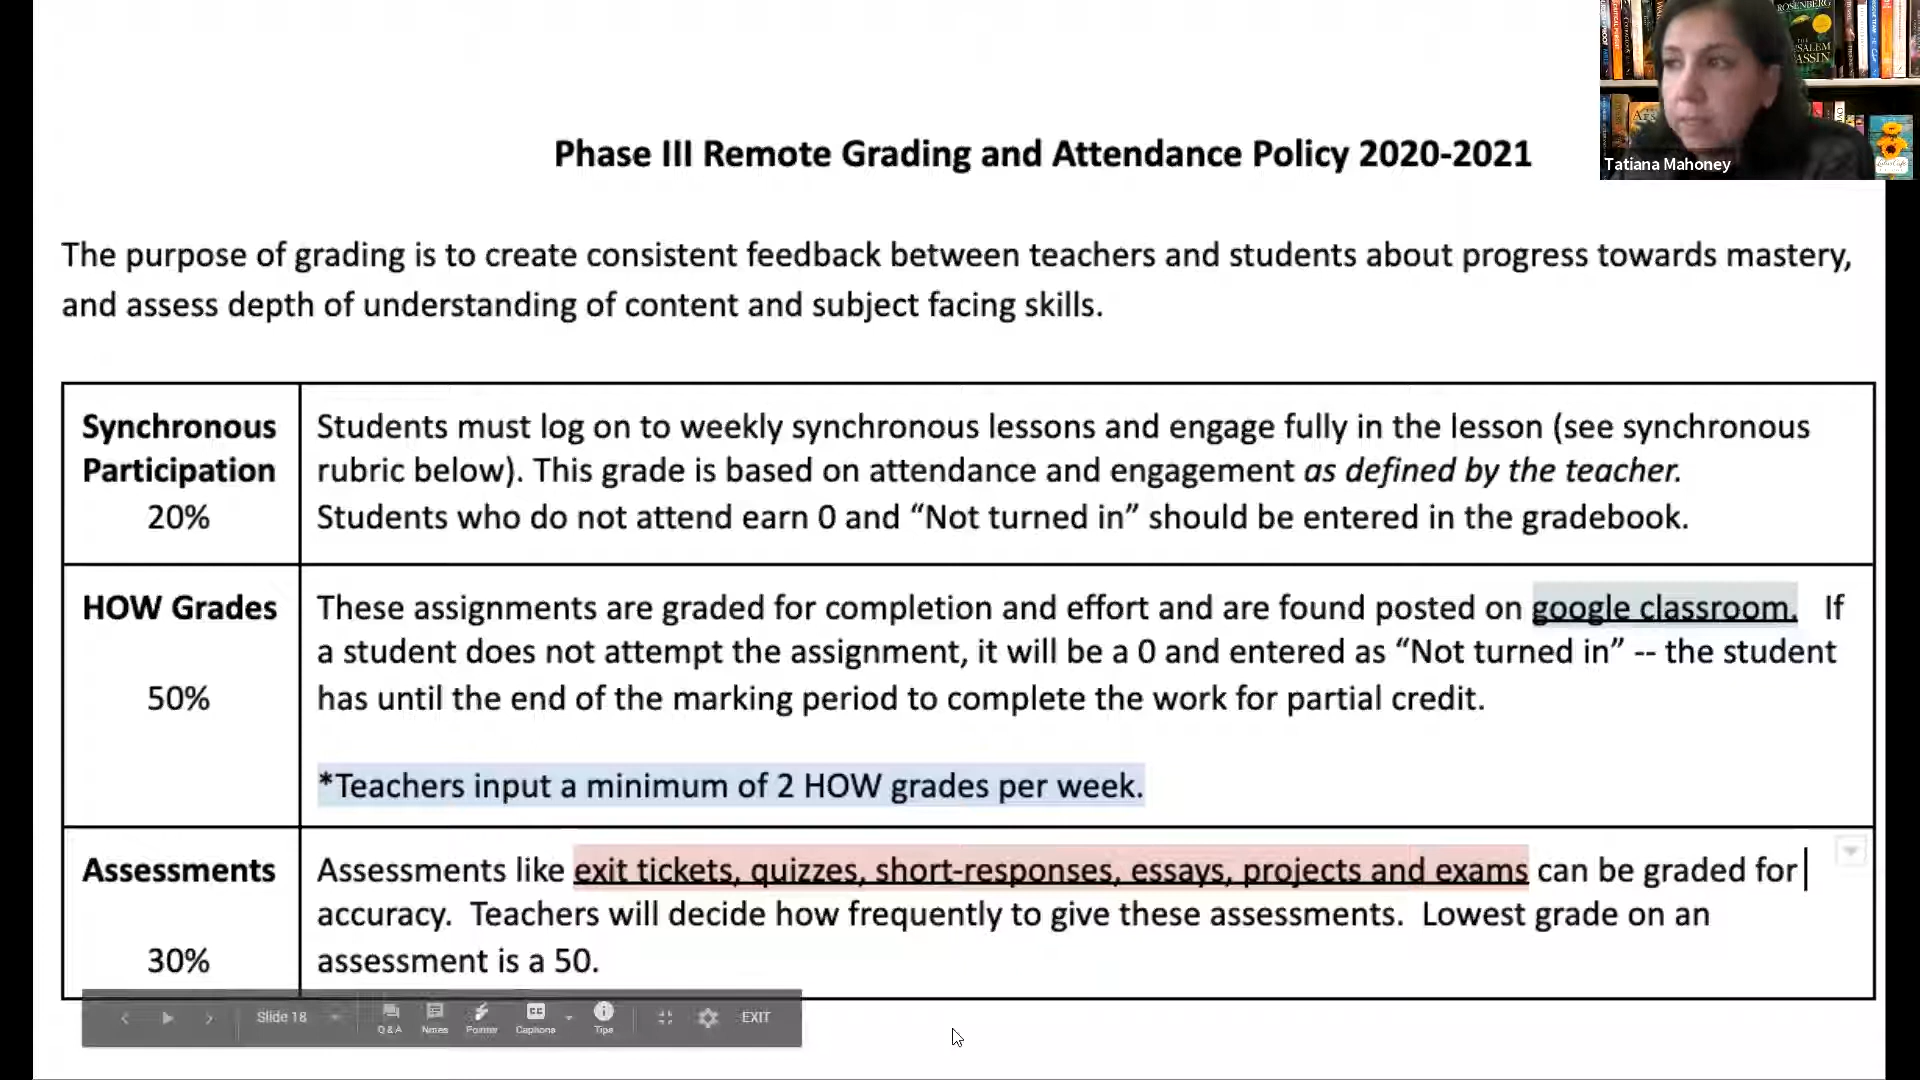 Phase III Remote Grading and Attendance Policy 2020-2021
ROSENBERG
THE
Tatiana Mahoney
The purpose of grading is to create consistent feedback between teachers and students about progress towards mastery,
and assess depth of understanding of content and subject facing skills.
Synchronous
Participation
20%
Students must log on to weekly synchronous lessons and engage fully in the lesson (see synchronous
rubric below). This grade is based on attendance and engagement as defined by the teacher.
Students who do not attend earn 0 and “Not turned in” should be entered in the gradebook.
HOW Grades
50%
These assignments are graded for completion and effort and are found posted on google classroom. If
a student does not attempt the assignment, it will be a 0 and entered as “Not turned in” -- the student
has until the end of the marking period to complete the work for partial credit.
*Teachers input a minimum of 2 HOW grades per week.
Assessments
30%
Assessments like exit tickets, quizzes, short-responses, essays, projects and exams can be graded for
accuracy. Teachers will decide how frequently to give these assessments. Lowest grade on an
assessment is a 50.
Slide 18
Q & A
Notes
Pointer
CC
Captions
Tips
EXIT